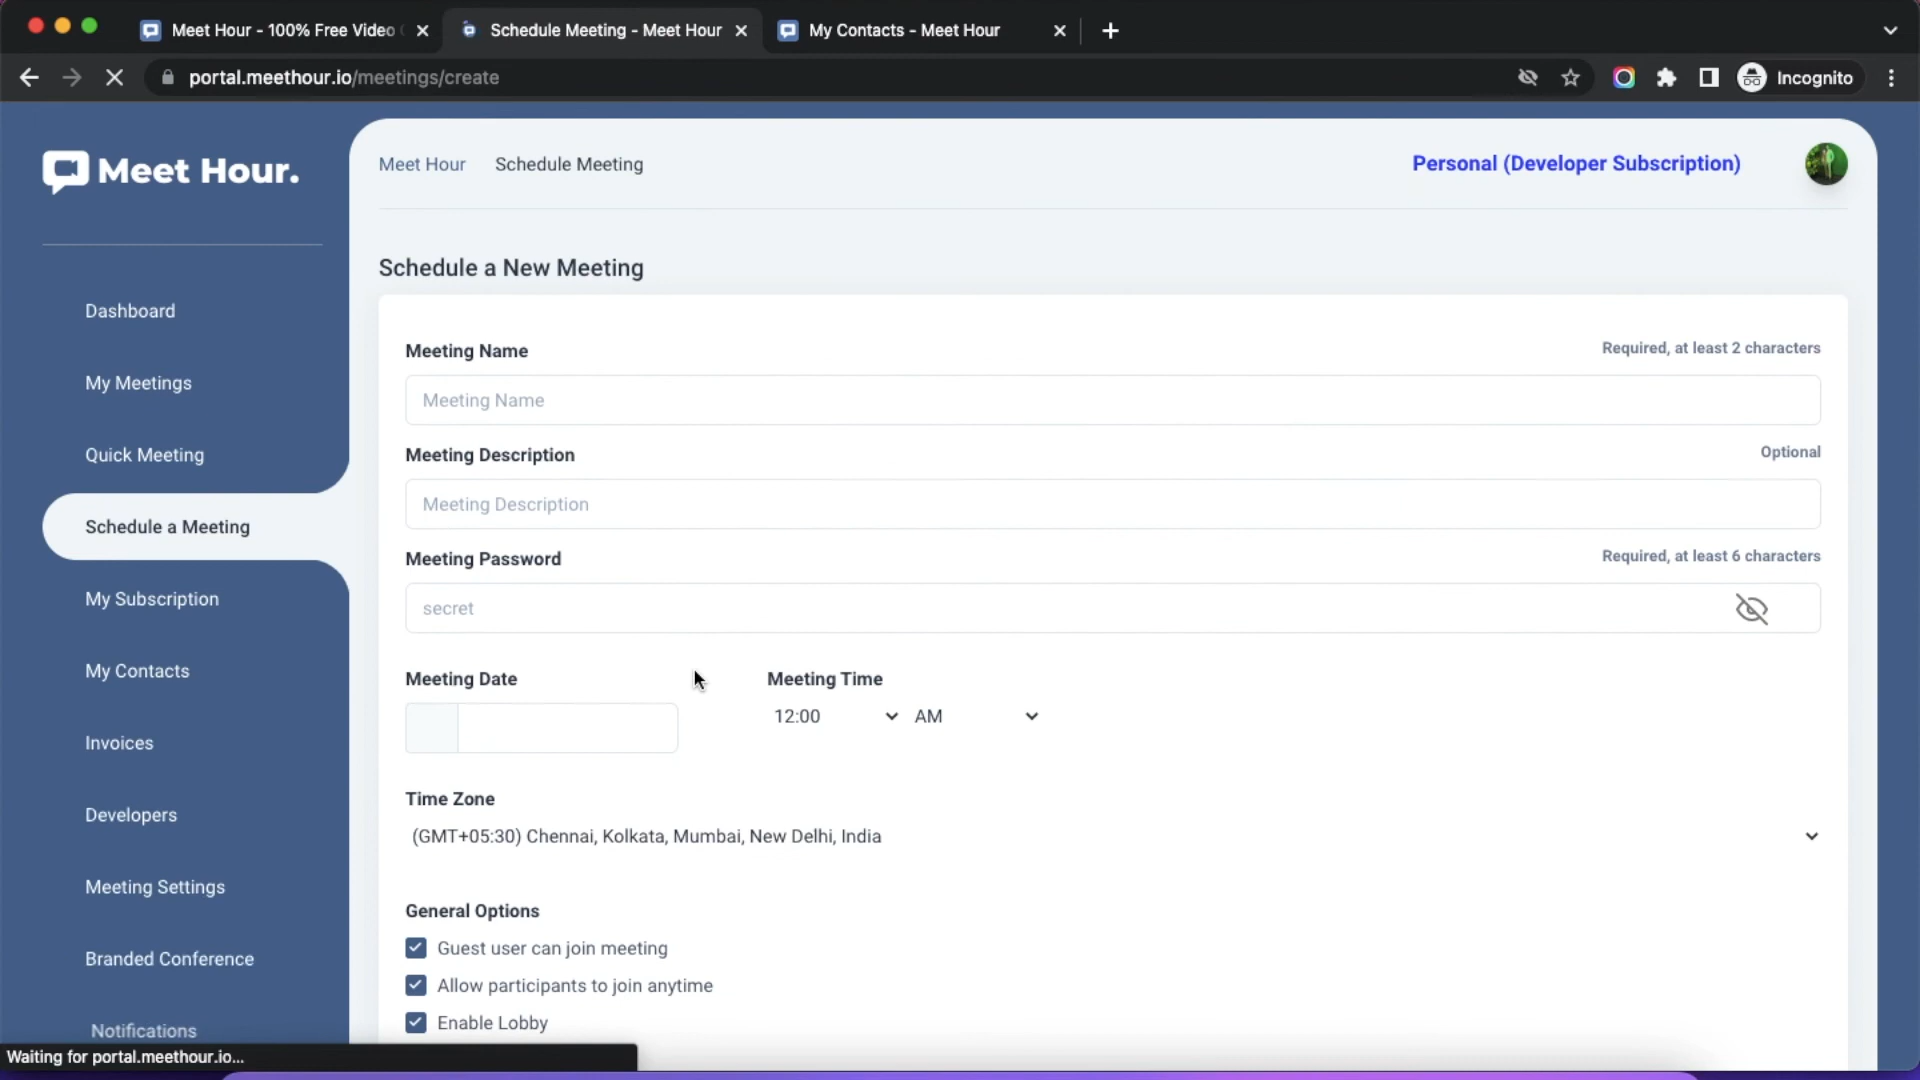 Meet Hour - 100% Free Video
Schedule Meeting - Meet Hour
My Contacts - Meet Hour
portal.meethour.io/meetings/create
Incognito
Meet Hour.
Meet Hour
Schedule Meeting
Personal (Developer Subscription)
Dashboard
My Meetings
Quick Meeting
Schedule a Meeting
My Subscription
My Contacts
Invoices
Developers
Meeting Settings
Branded Conference
Notifications
Schedule a New Meeting
Meeting Name
Required, at least 2 characters
Meeting Name
Meeting Description
Optional
Meeting Description
Meeting Password
Required, at least 6 characters
secret
Meeting Date
Meeting Time
12:00
AM
Time Zone
(GMT+05:30) Chennai, Kolkata, Mumbai, New Delhi, India
General Options
Guest user can join meeting
Allow participants to join anytime
Enable Lobby
Waiting for portal.meethour.io...